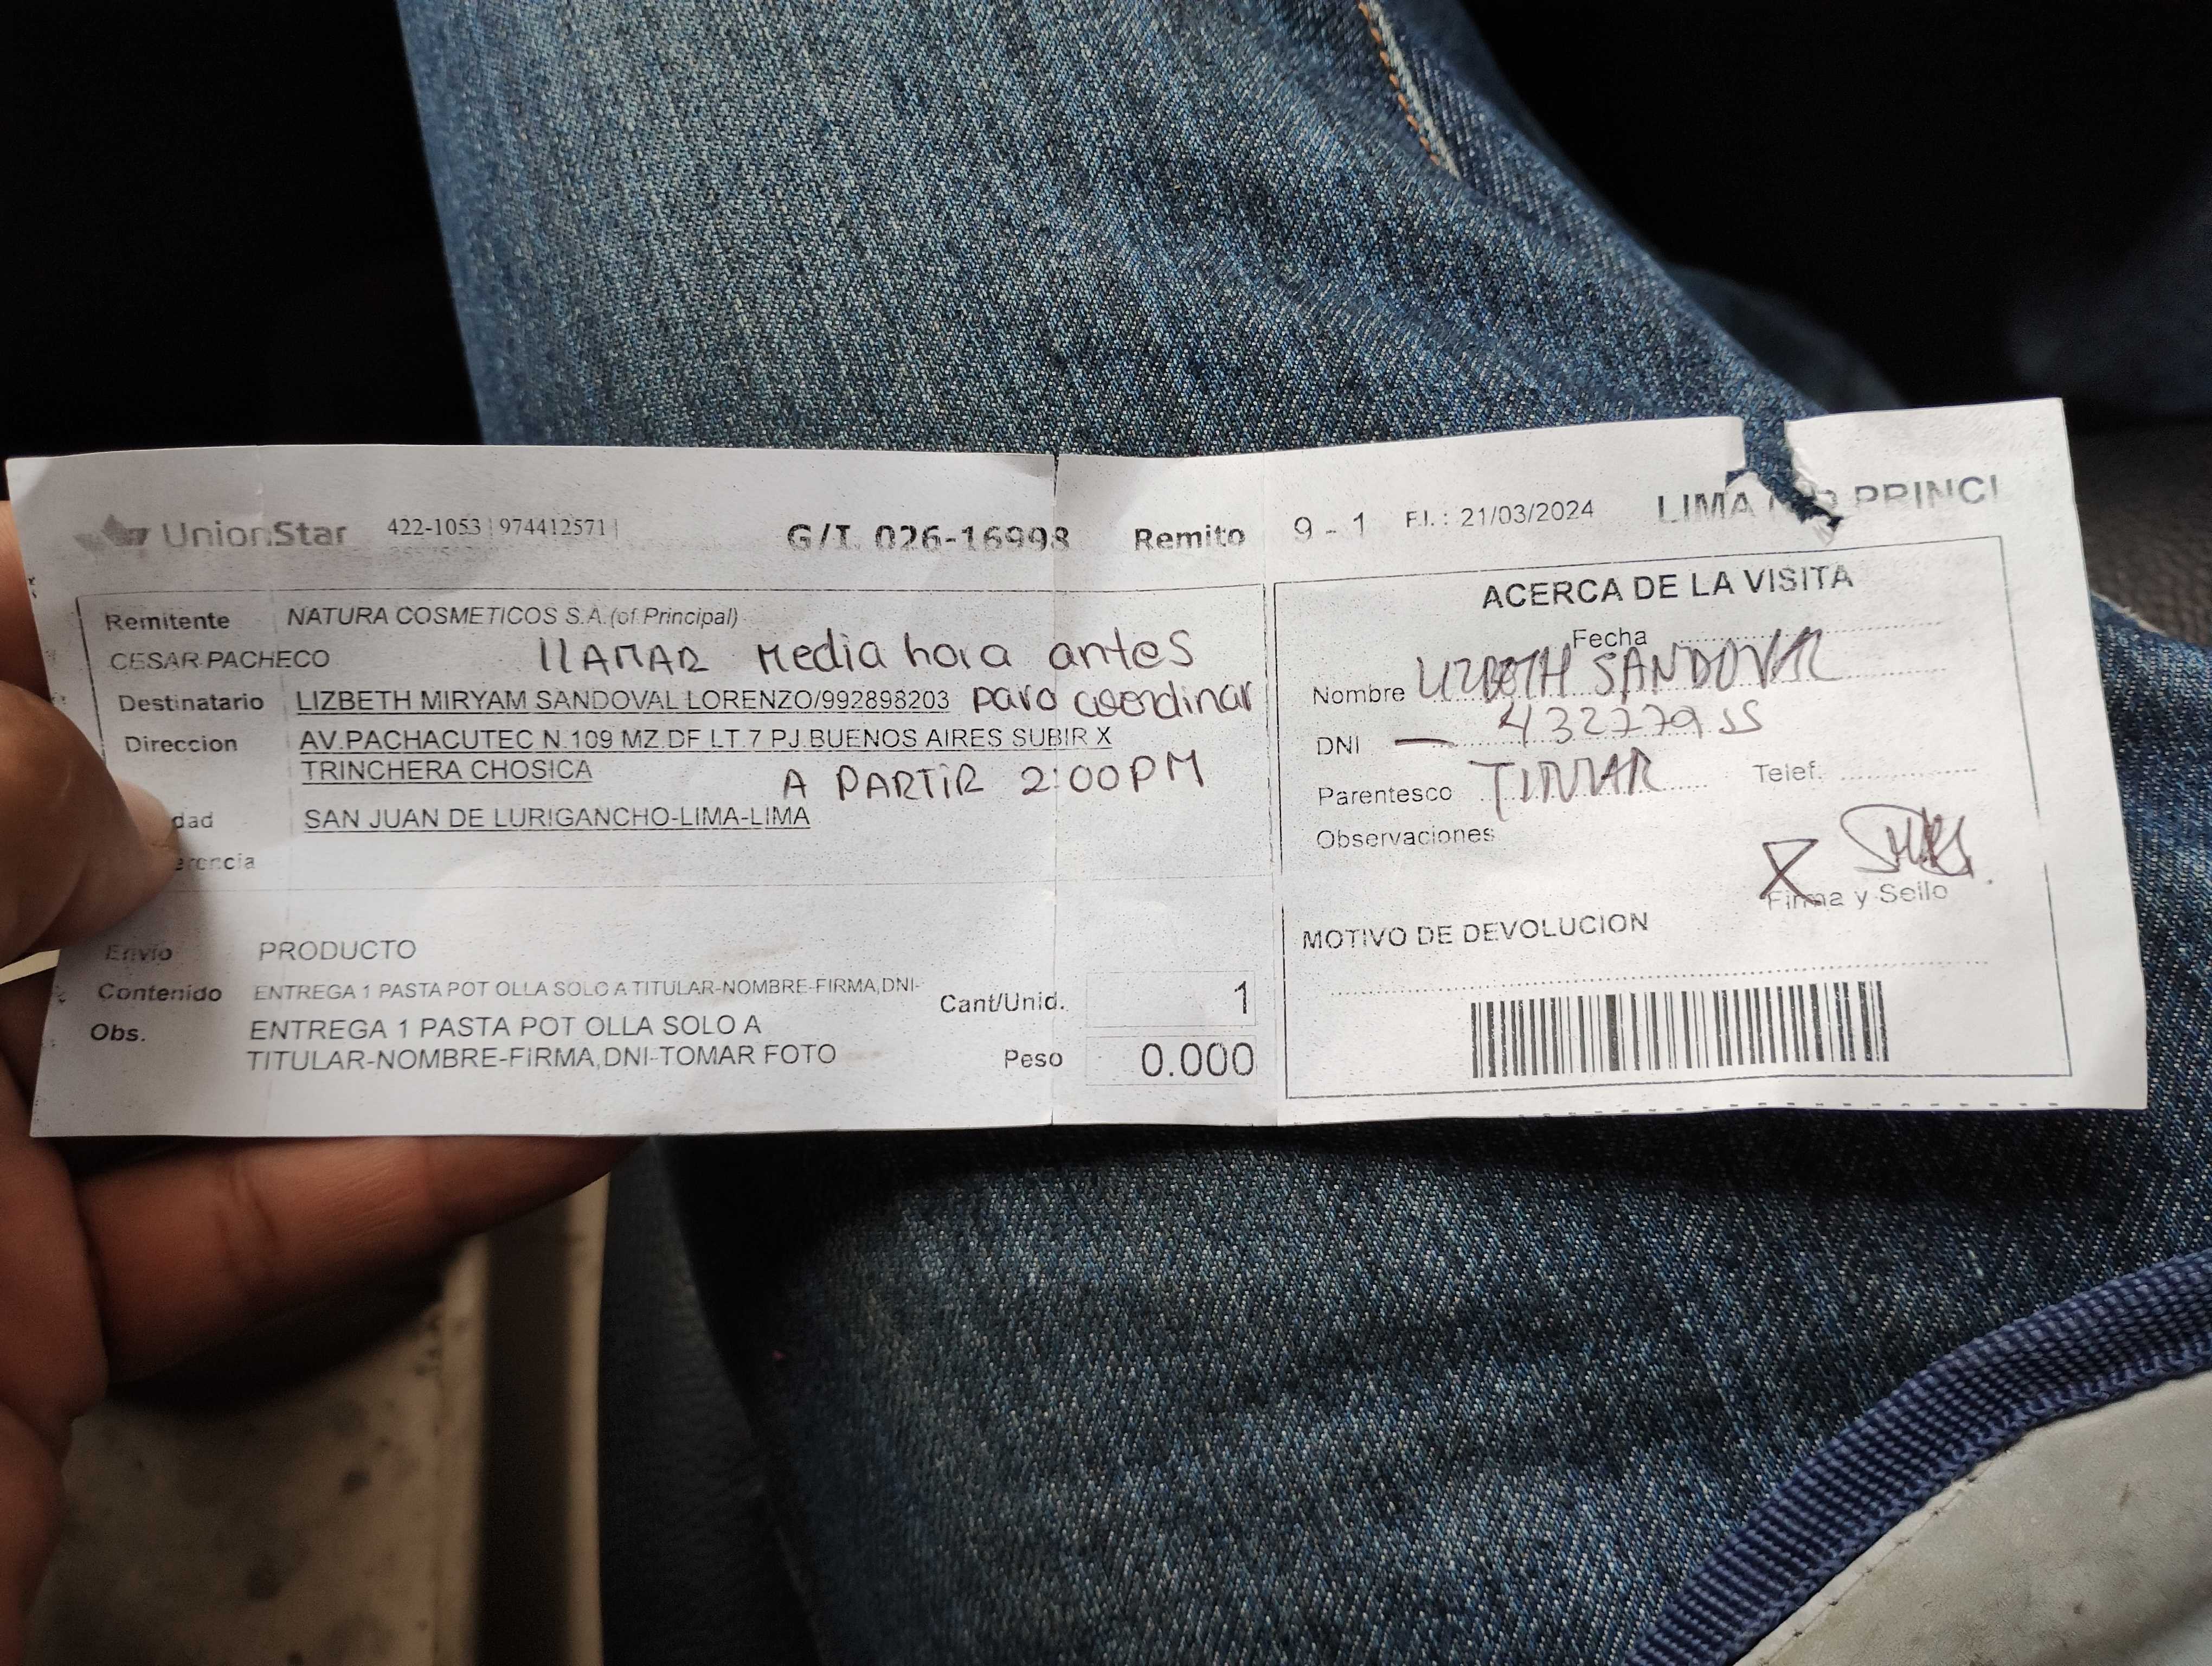 UnionStar 422-1053 | 974412571 | G/I. 026-16998 Remito 9 - 1 F.I. : 21/03/2024 LIMA PRINCI
Remitente NATURA COSMETICOS S.A.(of.Principal)
CESAR PACHECO
llAMAR Media hora antes
Destinatario LIZBETH MIRYAM SANDOVAL LORENZO/992898203 para coordinar
Direccion AV.PACHACUTEC N.109 MZ.DF LT 7 PJ.BUENOS AIRES SUBIR X
TRINCHERA CHOSICA
A PARTIR 2:00PM
dad SAN JUAN DE LURIGANCHO-LIMA-LIMA
erencia
Envio PRODUCTO
Contenido ENTREGA 1 PASTA POT OLLA SOLO A TITULAR-NOMBRE-FIRMA,DNI-
Cant/Unid. 1
Obs. ENTREGA 1 PASTA POT OLLA SOLO A
TITULAR-NOMBRE-FIRMA,DNI-TOMAR FOTO
Peso 0.000
ACERCA DE LA VISITA
Fecha
Nombre LIZBETH SANDOVAL
DNI 43277955
Parentesco Telef.
Observaciones
Firma y Sello
MOTIVO DE DEVOLUCION